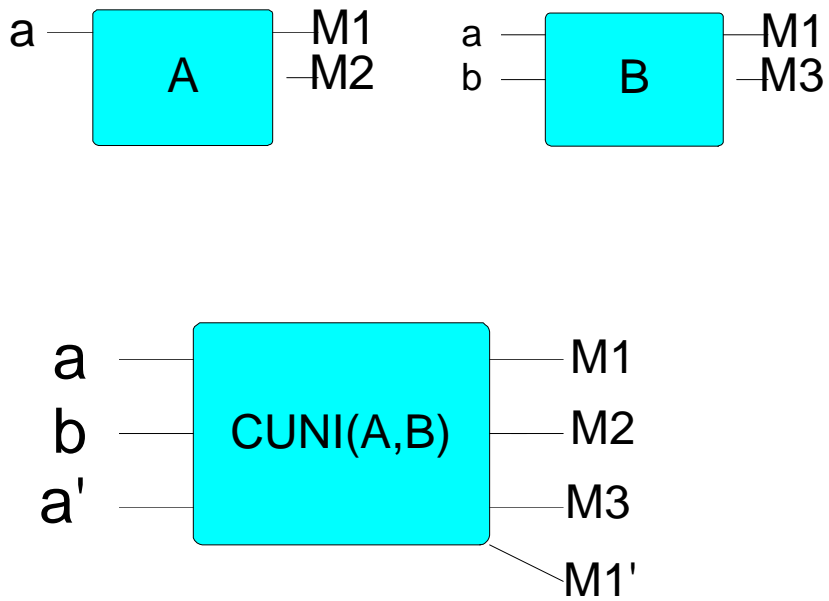 a A M1
M2
a B M1
b M3
a M1
b CUNI(A,B) M2
a' M3
M1'